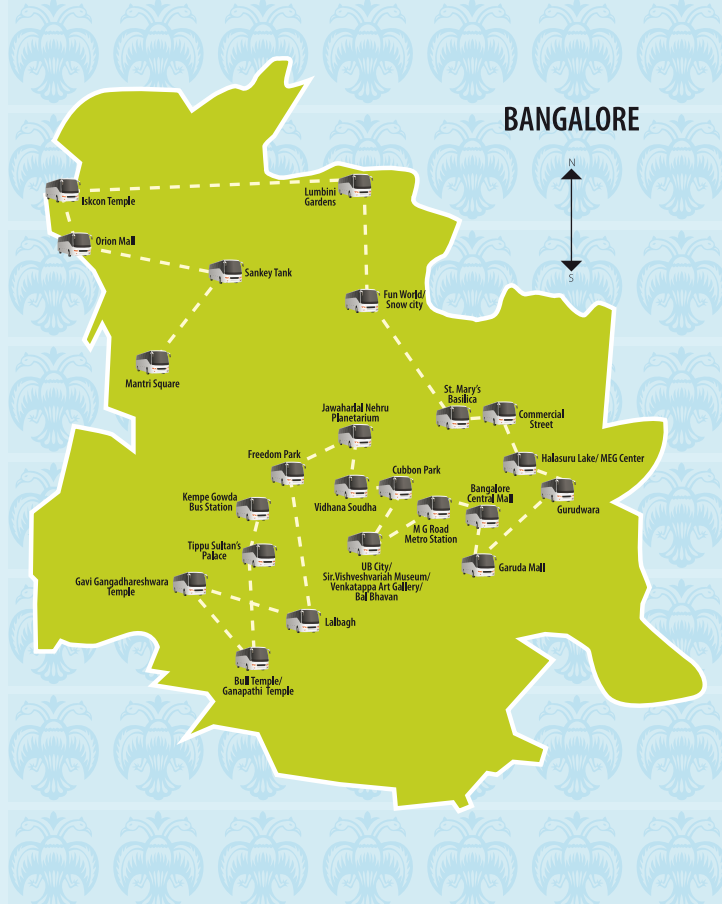 BANGALORE
N
S
Iskcon Temple
Lumbini
Gardens
Orion Mall
Sankey Tank
Fun World/
Snow city
Mantri Square
St. Mary's
Basilica
Commercial
Street
Jawaharlal Nehru
Planetarium
Freedom Park
Halasuru Lake/ MEG Center
Cubbon Park
Kempe Gowda
Bus Station
Vidhana Soudha
Bangalore
Central Mall
Gurudwara
M G Road
Metro Station
Tippu Sultan's
Palace
UB City/
Sir.Vishveshvariah Museum/
Venkatappa Art Gallery/
Bal Bhavan
Garuda Mall
Gavi Gangadhareshwara
Temple
Lalbagh
Bull Temple/
Ganapathi Temple